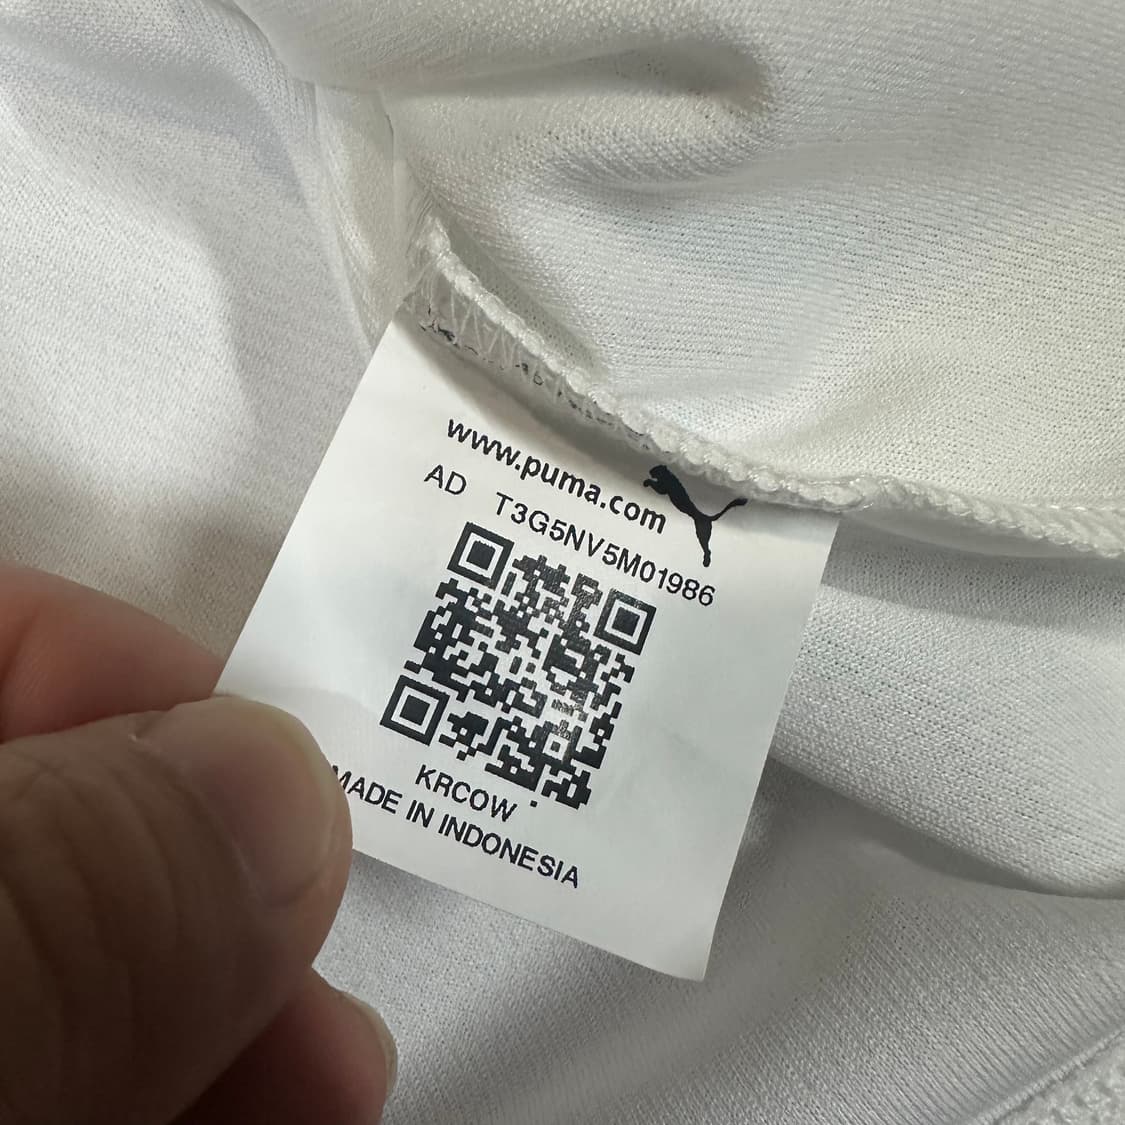 www.puma.com
AD T3G5NV5M01986
KRCOW
MADE IN INDONESIA